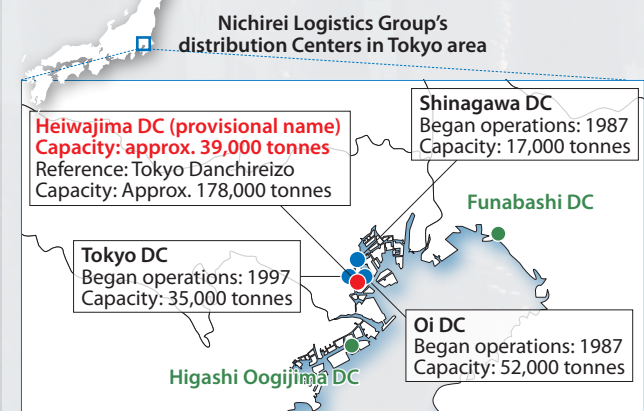 Nichirei Logistics Group's
distribution Centers in Tokyo area
Shinagawa DC
Began operations: 1987
Capacity: 17,000 tonnes
Heiwajima DC (provisional name)
Capacity: approx. 39,000 tonnes
Reference: Tokyo Danchireizo
Capacity: Approx. 178,000 tonnes
Funabashi DC
Tokyo DC
Began operations: 1997
Capacity: 35,000 tonnes
Oi DC
Began operations: 1987
Capacity: 52,000 tonnes
Higashi Oogijima DC